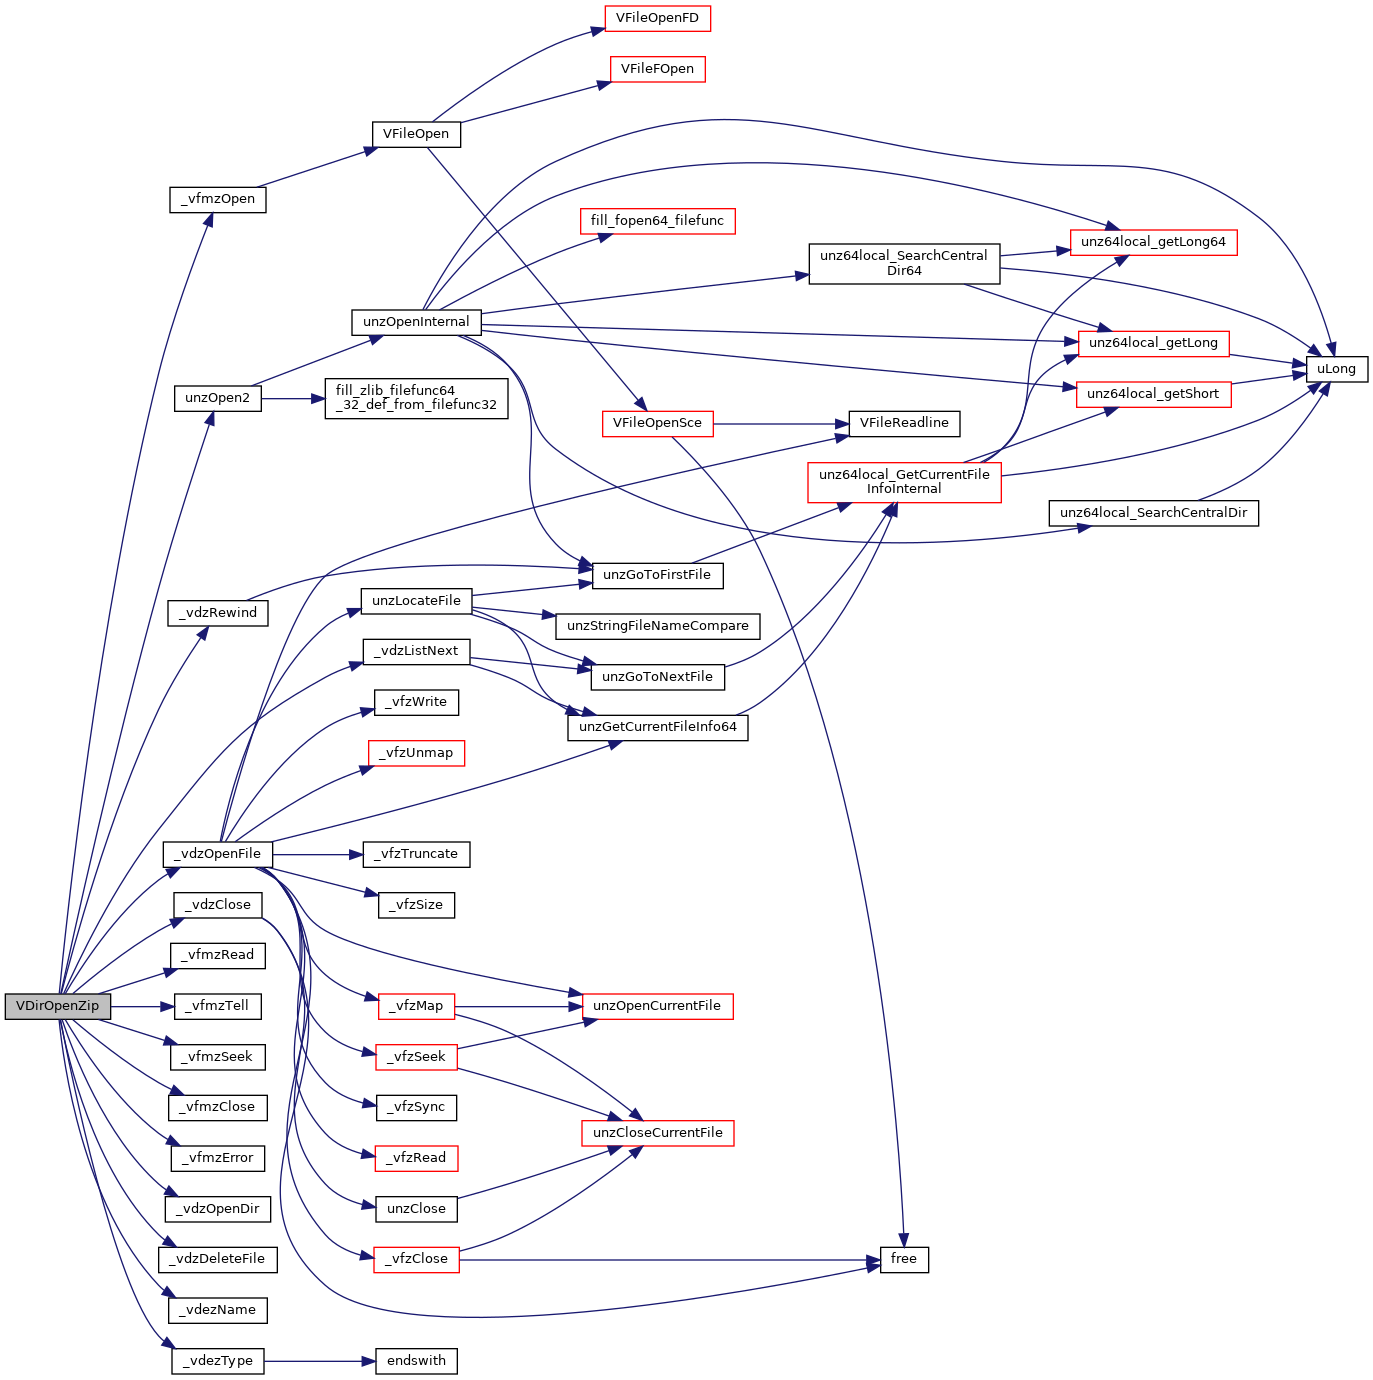 VFileOpenFD
VFileFOpen
VFileOpen
_vfmzOpen
fill_fopen64_filefunc
unz64local_getLong64
unz64local_SearchCentral
Dir64
unzOpenInternal
unz64local_getLong
uLong
unzOpen2
fill_zlib_filefunc64
_32_def_from_filefunc32
unz64local_getShort
VFileOpenSce
VFileReadline
unz64local_GetCurrentFile
InfoInternal
unz64local_SearchCentralDir
unzGoToFirstFile
_vdzRewind
unzLocateFile
unzStringFileNameCompare
_vdzListNext
unzGoToNextFile
_vfzWrite
unzGetCurrentFileInfo64
_vfzUnmap
_vdzOpenFile
_vfzTruncate
_vdzClose
_vfzSize
_vfmzRead
VDirOpenZip
_vfmzTell
_vfzMap
unzOpenCurrentFile
_vfmzSeek
_vfzSeek
_vfmzClose
_vfzSync
unzCloseCurrentFile
_vfmzError
_vfzRead
_vdzOpenDir
unzClose
_vdzDeleteFile
_vfzClose
free
_vdezName
_vdezType
endswith